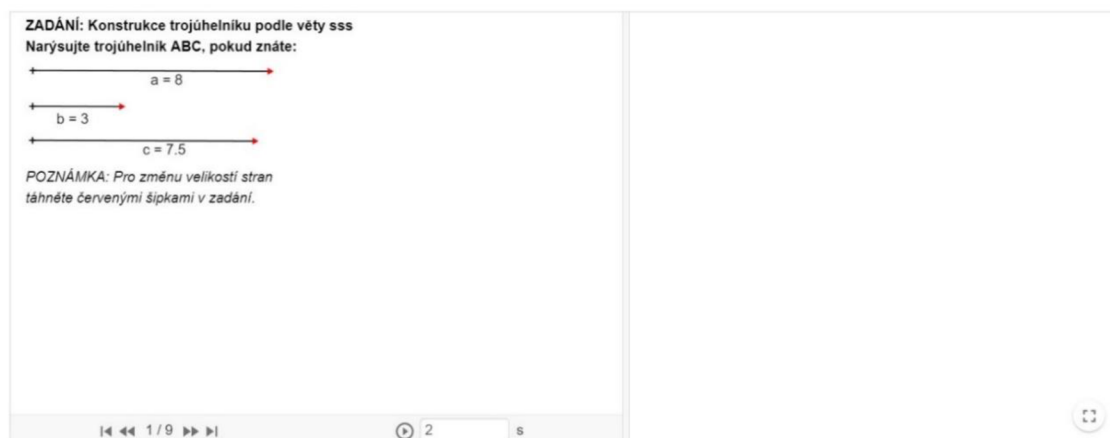 ZADÁNÍ: Konstrukce trojúhelníku podle věty sss
Narýsujte trojúhelník ABC, pokud znáte:
a = 8
b = 3
c = 7.5
POZNÁMKA: Pro změnu velikostí stran
táhněte červenými šipkami v zadání.
1 / 9
2 s